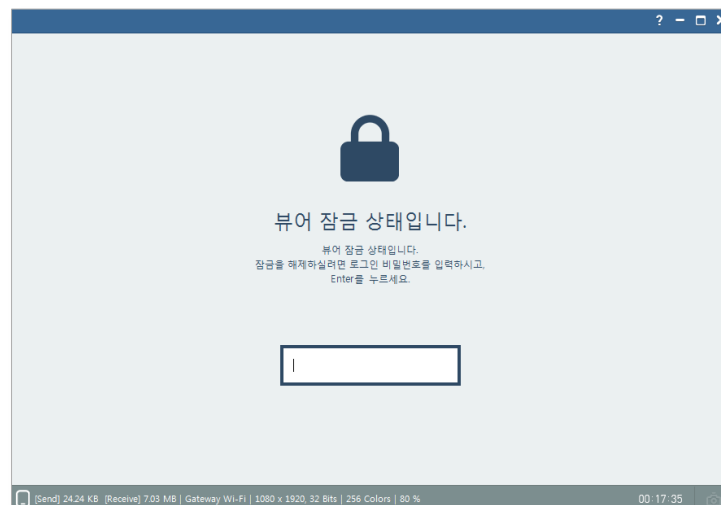 뷰어 잠금 상태입니다.
뷰어 잠금 상태입니다.
잠금을 해제하실려면 로그인 비밀번호를 입력하시고,
Enter를 누르세요.
[Send] 24.24 KB [Receive] 7.03 MB | Gateway Wi-Fi | 1080 x 1920, 32 Bits | 256 Colors | 80 %
00:17:35